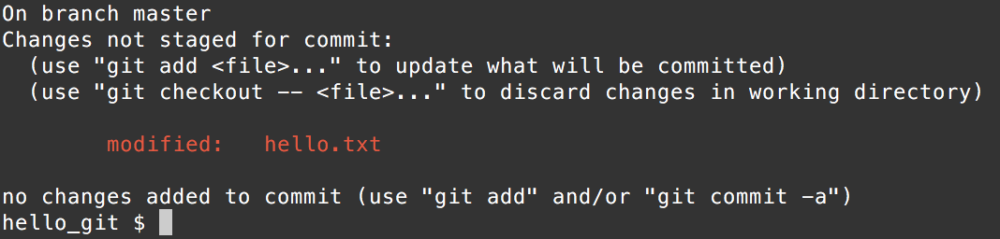 On branch master
Changes not staged for commit:
  (use "git add <file>..." to update what will be committed)
  (use "git checkout -- <file>..." to discard changes in working directory)
        modified:   hello.txt
no changes added to commit (use "git add" and/or "git commit -a")
hello_git $